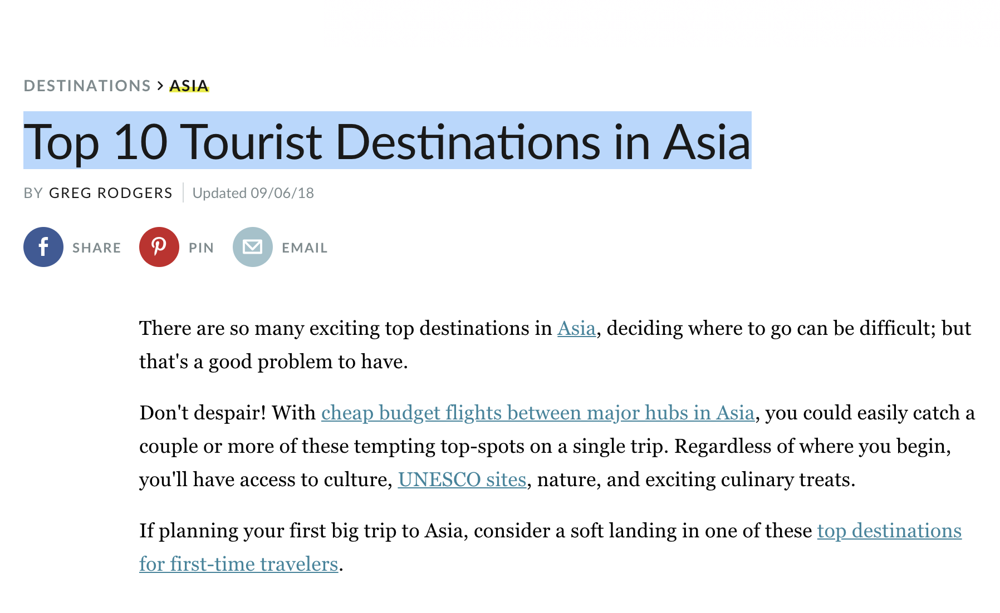 DESTINATIONS > ASIA
Top 10 Tourist Destinations in Asia
BY GREG RODGERS Updated 09/06/18
f SHARE PIN EMAIL
There are so many exciting top destinations in Asia, deciding where to go can be difficult; but
that's a good problem to have.
Don't despair! With cheap budget flights between major hubs in Asia, you could easily catch a
couple or more of these tempting top-spots on a single trip. Regardless of where you begin,
you'll have access to culture, UNESCO sites, nature, and exciting culinary treats.
If planning your first big trip to Asia, consider a soft landing in one of these top destinations
for first-time travelers.